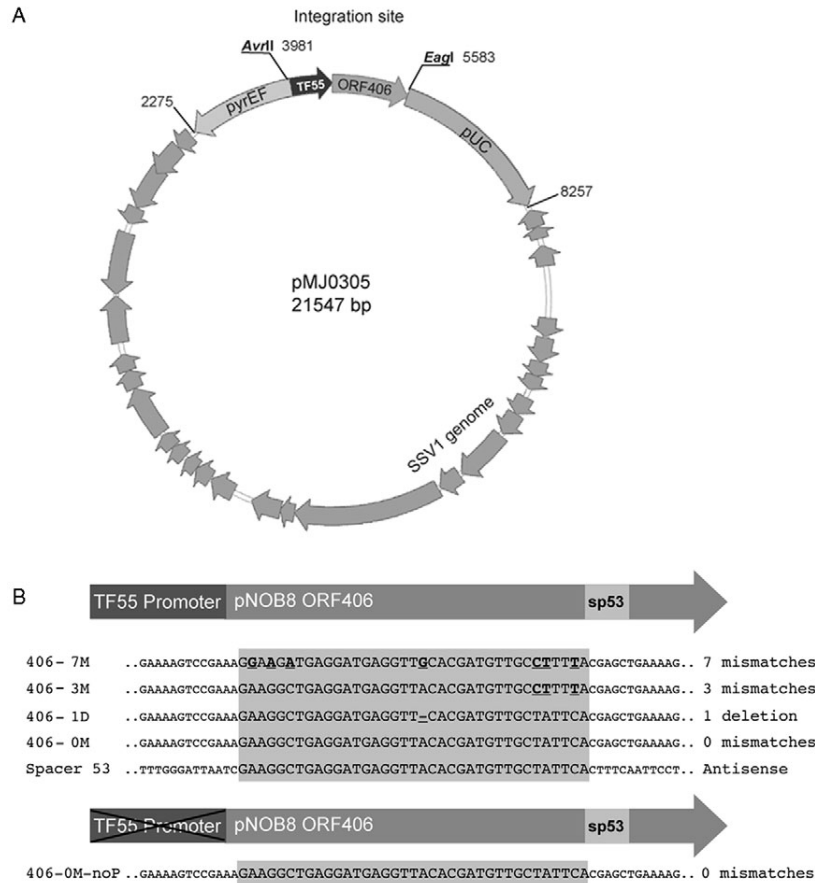 A
Integration site
AvrII 3981
EagI 5583
TF55
ORF406
pyrEF
2275
pUC
8257
pMJ0305
21547 bp
SSV1 genome
B
TF55 Promoter pNOB8 ORF406 sp53
406-7M ..GAAAAGTCCGAAAGGAAGATGAGGATGAGGTTGCACGATGTTGCCTTTTACGAGCTGAAAAG.. 7 mismatches
406-3M ..GAAAAGTCCGAAAGAAGGCTGAGGATGAGGTTACACGATGTTGCCTTTTACGAGCTGAAAAG.. 3 mismatches
406-1D ..GAAAAGTCCGAAAGAAGGCTGAGGATGAGGTT-CACGATGTTGCTATTCACGAGCTGAAAAG.. 1 deletion
406-0M ..GAAAAGTCCGAAAGAAGGCTGAGGATGAGGTTACACGATGTTGCTATTCACGAGCTGAAAAG.. 0 mismatches
Spacer 53 ..TTTGGGATTAATCGAAGGCTGAGGATGAGGTTACACGATGTTGCTATTCACTTTCAATTCCT.. Antisense
TF55 Promoter pNOB8 ORF406 sp53
406-0M-noP ..GAAAAGTCCGAAAGAAGGCTGAGGATGAGGTTACACGATGTTGCTATTCACGAGCTGAAAAG.. 0 mismatches